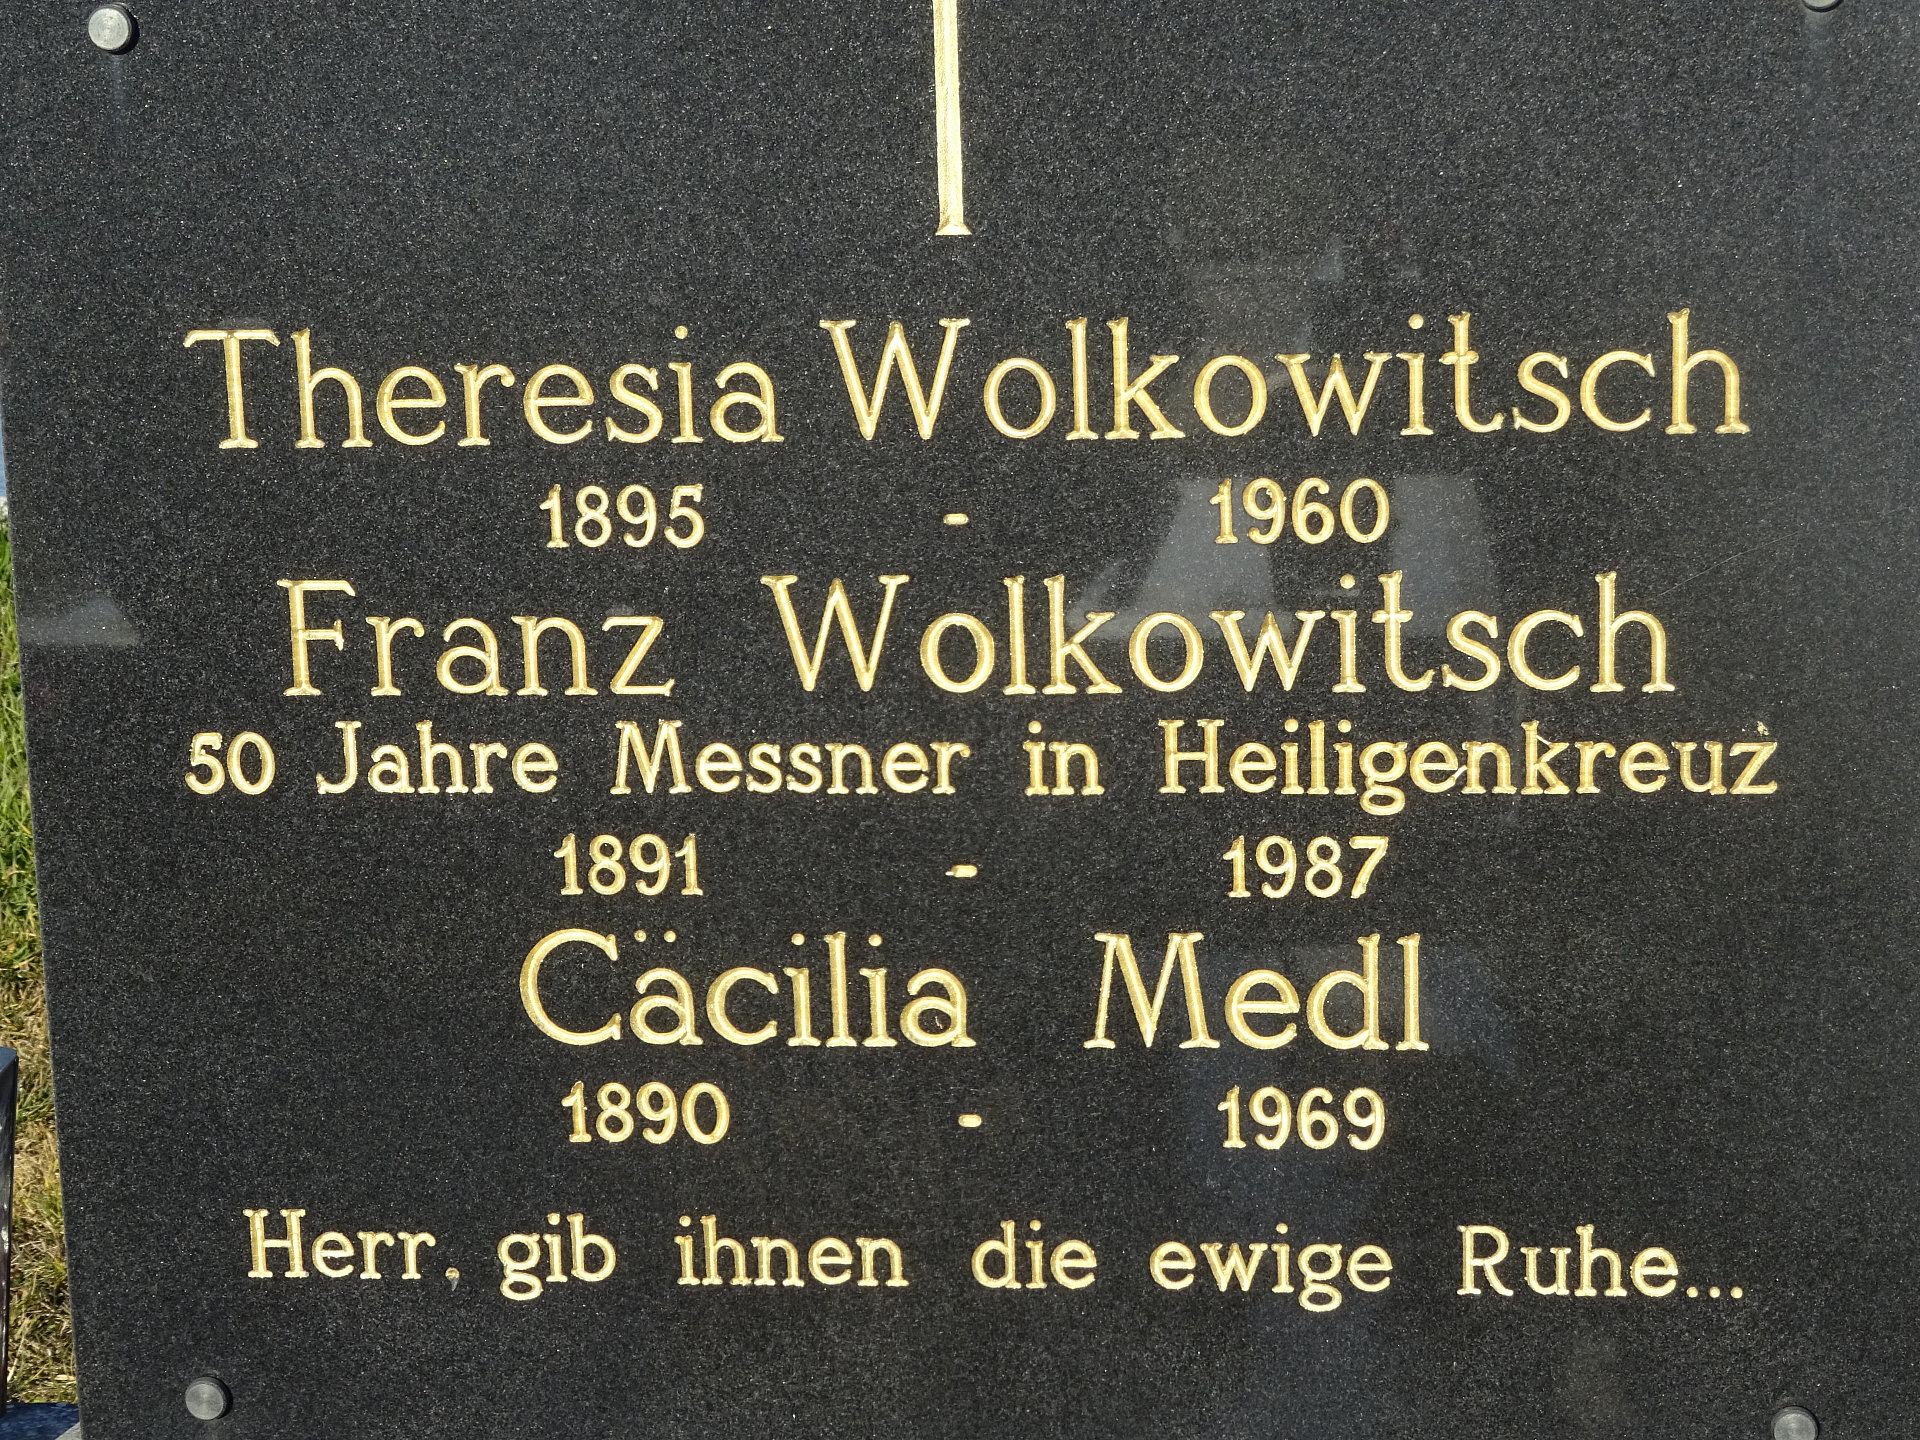 Theresia Wolkowitsch
1895 - 1960
Franz Wolkowitsch
50 Jahre Messner in Heiligenkreuz
1891 - 1987
Cäcilia Medl
1890 - 1969
Herr, gib ihnen die ewige Ruhe...